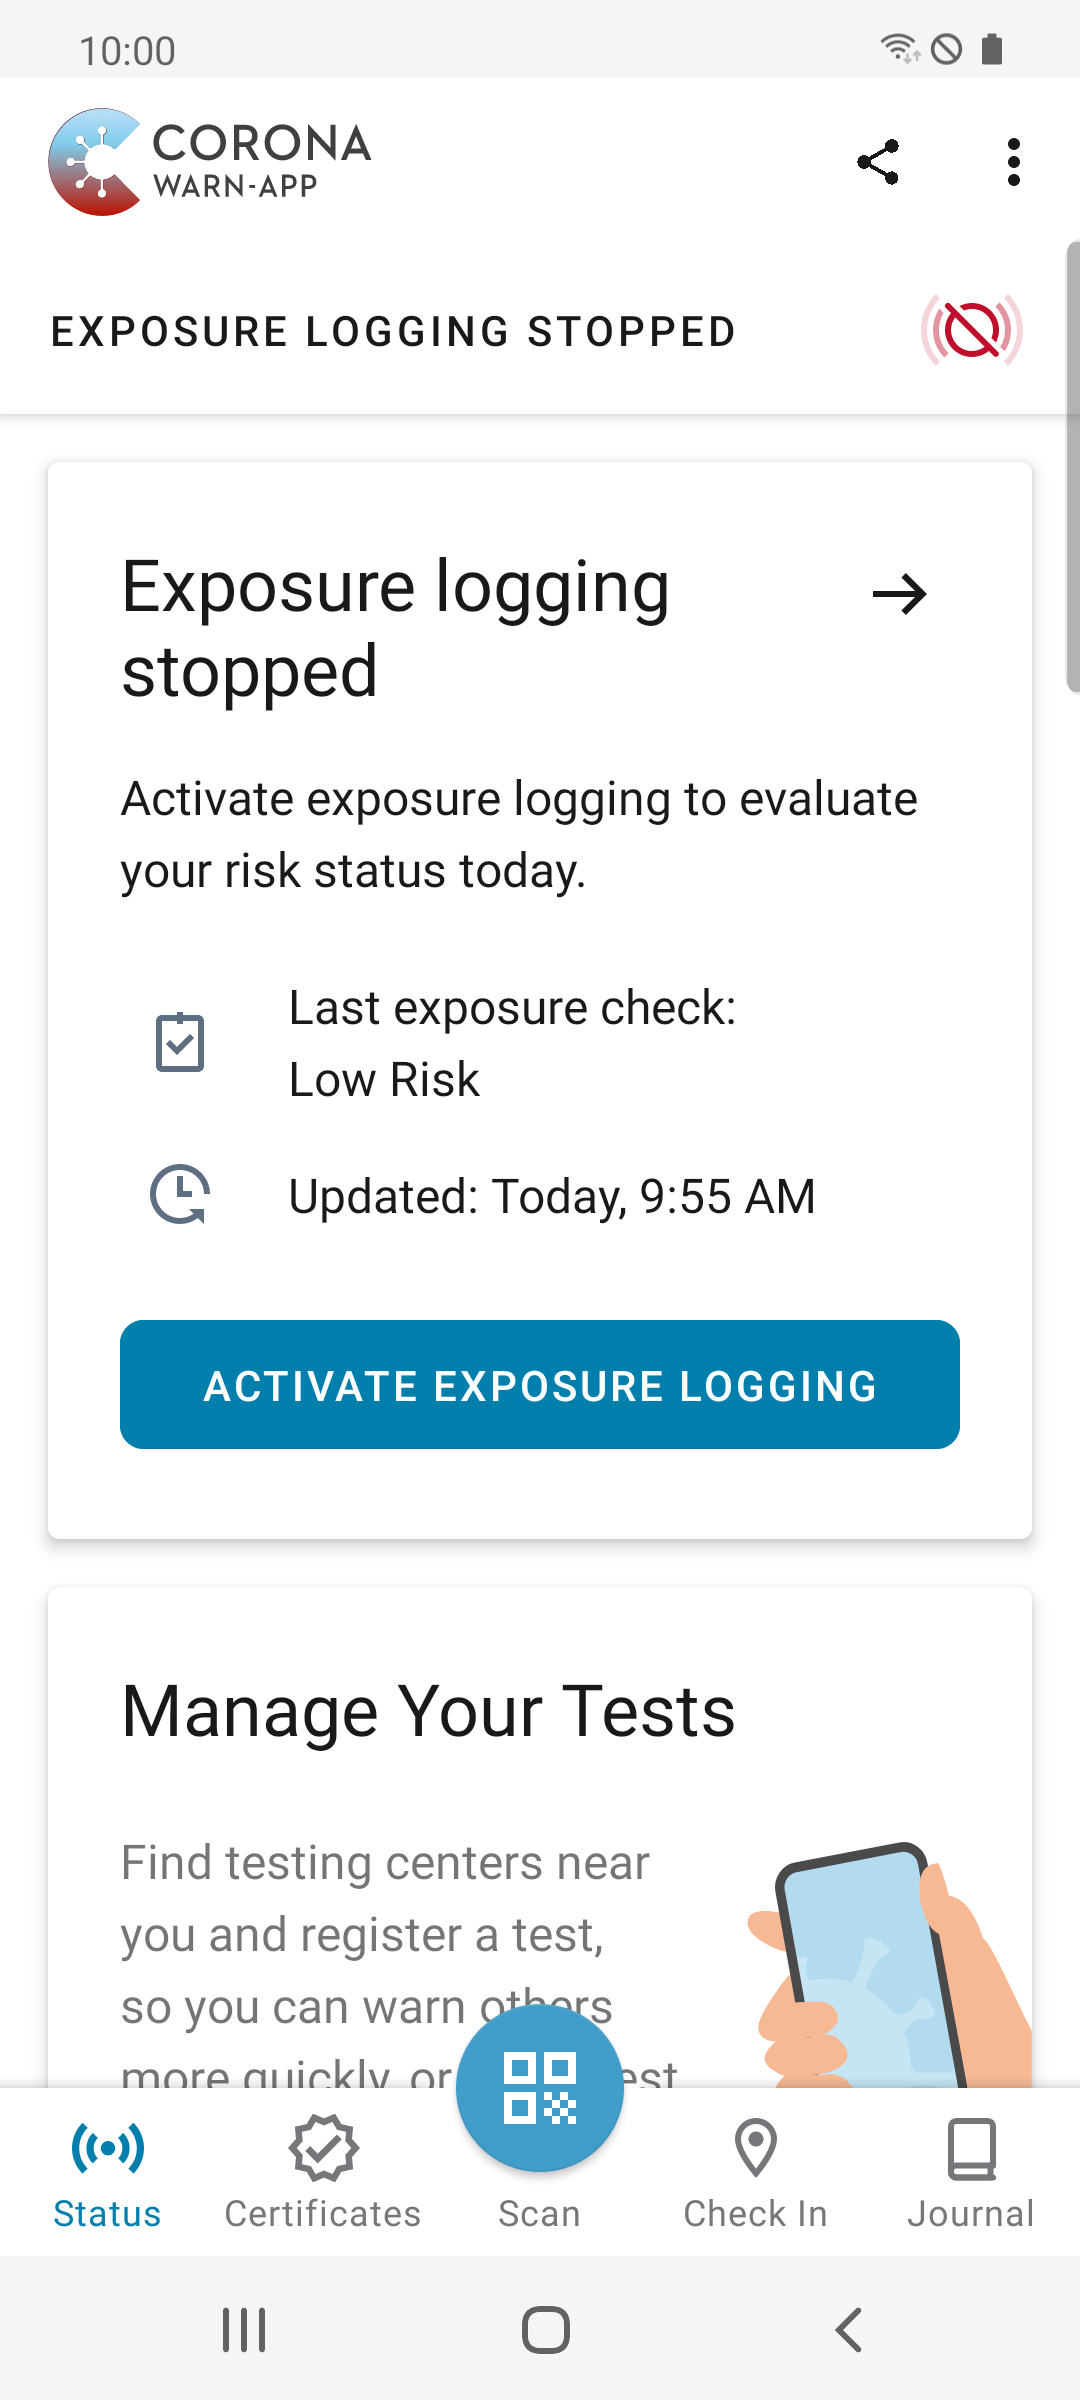 10:00
CORONA
WARN-APP
EXPOSURE LOGGING STOPPED
Exposure logging
stopped
Activate exposure logging to evaluate
your risk status today.
Last exposure check:
Low Risk
Updated: Today, 9:55 AM
ACTIVATE EXPOSURE LOGGING
Manage Your Tests
Find testing centers near
you and register a test,
so you can warn others
more quickly, or
Status
Certificates
Scan
Check In
Journal